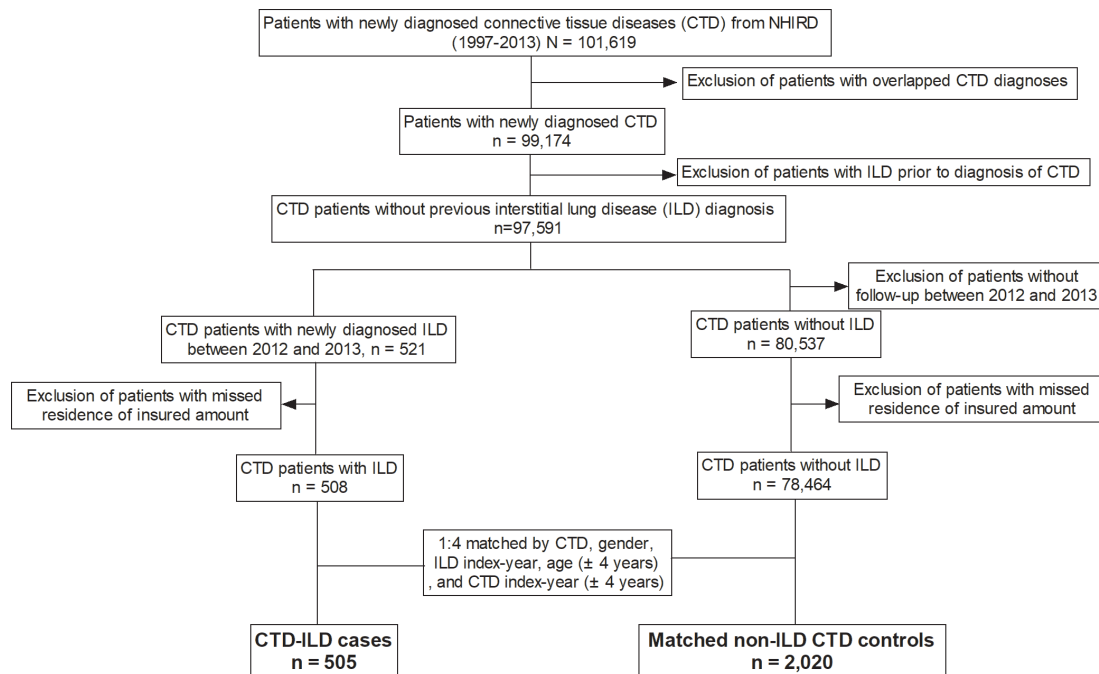 Patients with newly diagnosed connective tissue diseases (CTD) from NHIRD
(1997-2013) N = 101,619
Exclusion of patients with overlapped CTD diagnoses
Patients with newly diagnosed CTD
n = 99,174
Exclusion of patients with ILD prior to diagnosis of CTD
CTD patients without previous interstitial lung disease (ILD) diagnosis
n=97,591
Exclusion of patients without
follow-up between 2012 and 2013
CTD patients with newly diagnosed ILD
between 2012 and 2013, n = 521
CTD patients without ILD
n = 80,537
Exclusion of patients with missed
residence of insured amount
Exclusion of patients with missed
residence of insured amount
CTD patients with ILD
n = 508
CTD patients without ILD
n = 78,464
1:4 matched by CTD, gender,
ILD index-year, age (± 4 years)
, and CTD index-year (± 4 years)
CTD-ILD cases
n = 505
Matched non-ILD CTD controls
n = 2,020